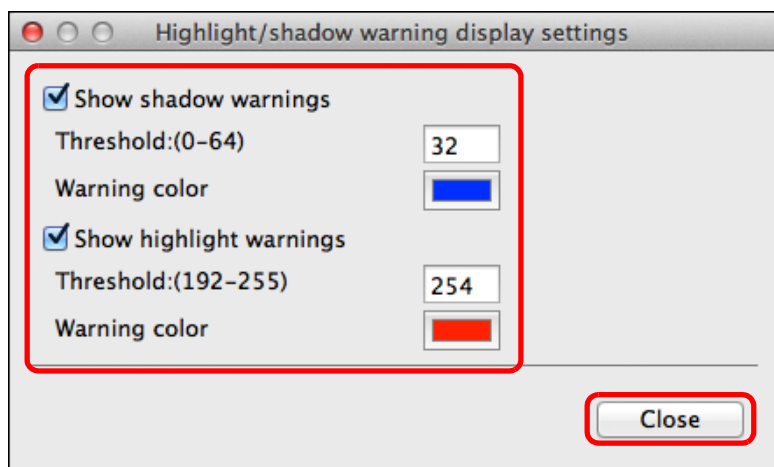 Highlight/shadow warning display settings
Show shadow warnings
Threshold:(0-64) 32
Warning color
Show highlight warnings
Threshold:(192-255) 254
Warning color
Close